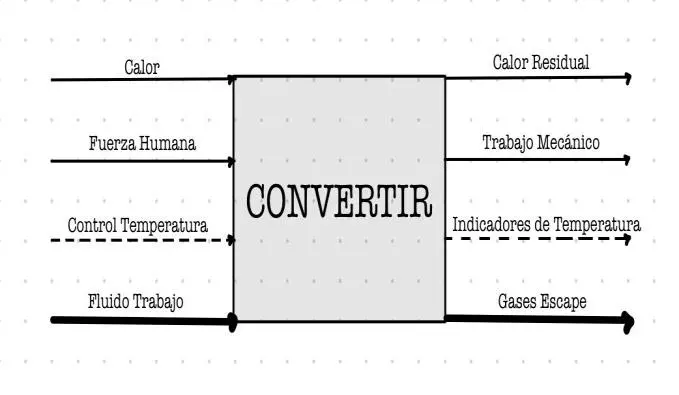 Calor
Calor Residual
Fuerza Humana
Trabajo Mecánico
CONVERTIR
Control Temperatura
Indicadores de Temperatura
Fluido Trabajo
Gases Escape